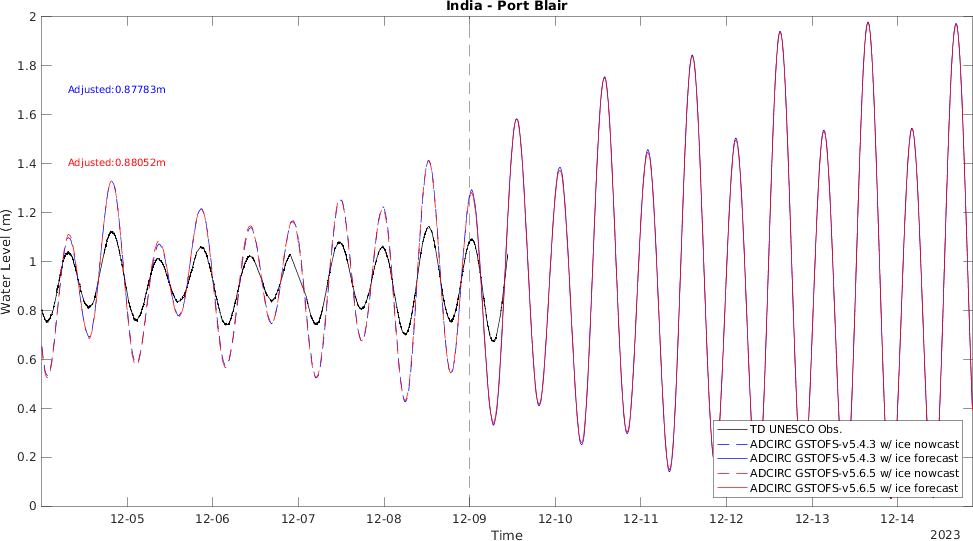 India - Port Blair
Water Level (m)
2
1.8
1.6
1.4
1.2
1
0.8
0.6
0.4
0.2
0
Adjusted:0.87783m
Adjusted:0.88052m
TD UNESCO Obs.
ADCIRC GSTOFS-v5.4.3 w/ ice nowcast
ADCIRC GSTOFS-v5.4.3 w/ ice forecast
ADCIRC GSTOFS-v5.6.5 w/ ice nowcast
ADCIRC GSTOFS-v5.6.5 w/ ice forecast
12-05 12-06 12-07 12-08 12-09 12-10 12-11 12-12 12-13 12-14
Time
2023